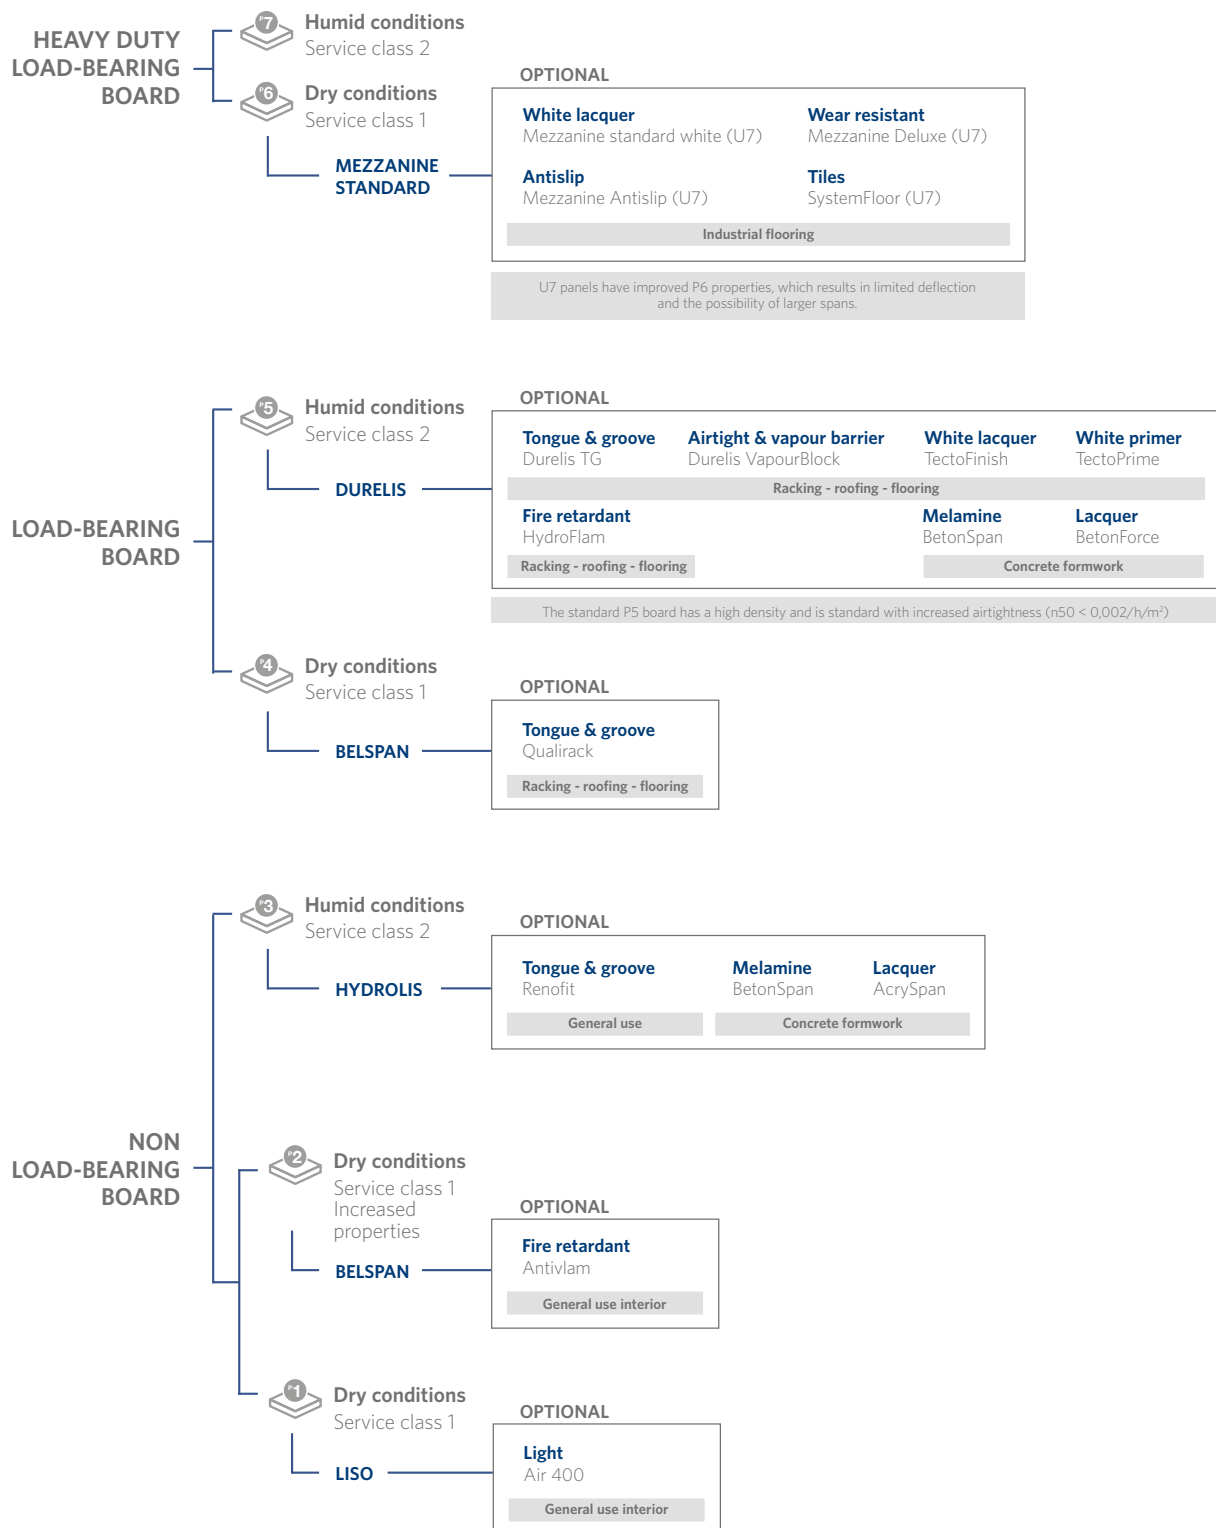 HEAVY DUTY
LOAD-BEARING
BOARD
P7
Humid conditions
Service class 2
P6
Dry conditions
Service class 1
MEZZANINE
STANDARD
OPTIONAL
White lacquer
Mezzanine standard white (U7)
Wear resistant
Mezzanine Deluxe (U7)
Antislip
Mezzanine Antislip (U7)
Tiles
SystemFloor (U7)
Industrial flooring
U7 panels have improved P6 properties, which results in limited deflection
and the possibility of larger spans.
LOAD-BEARING
BOARD
P5
Humid conditions
Service class 2
DURELIS
OPTIONAL
Tongue & groove
Durelis TG
Airtight & vapour barrier
Durelis VapourBlock
White lacquer
TectoFinish
White primer
TectoPrime
Racking - roofing - flooring
Fire retardant
HydroFlam
Racking - roofing - flooring
Melamine
BetonSpan
Lacquer
BetonForce
Concrete formwork
The standard P5 board has a high density and is standard with increased airtightness (n50 < 0,002/h/m²)
P4
Dry conditions
Service class 1
BELSPAN
OPTIONAL
Tongue & groove
Qualirack
Racking - roofing - flooring
NON
LOAD-BEARING
BOARD
P3
Humid conditions
Service class 2
HYDROLIS
OPTIONAL
Tongue & groove
Renofit
General use
Melamine
BetonSpan
Lacquer
AcrySpan
Concrete formwork
P2
Dry conditions
Service class 1
Increased
properties
BELSPAN
OPTIONAL
Fire retardant
Antivlam
General use interior
P1
Dry conditions
Service class 1
LISO
OPTIONAL
Light
Air 400
General use interior